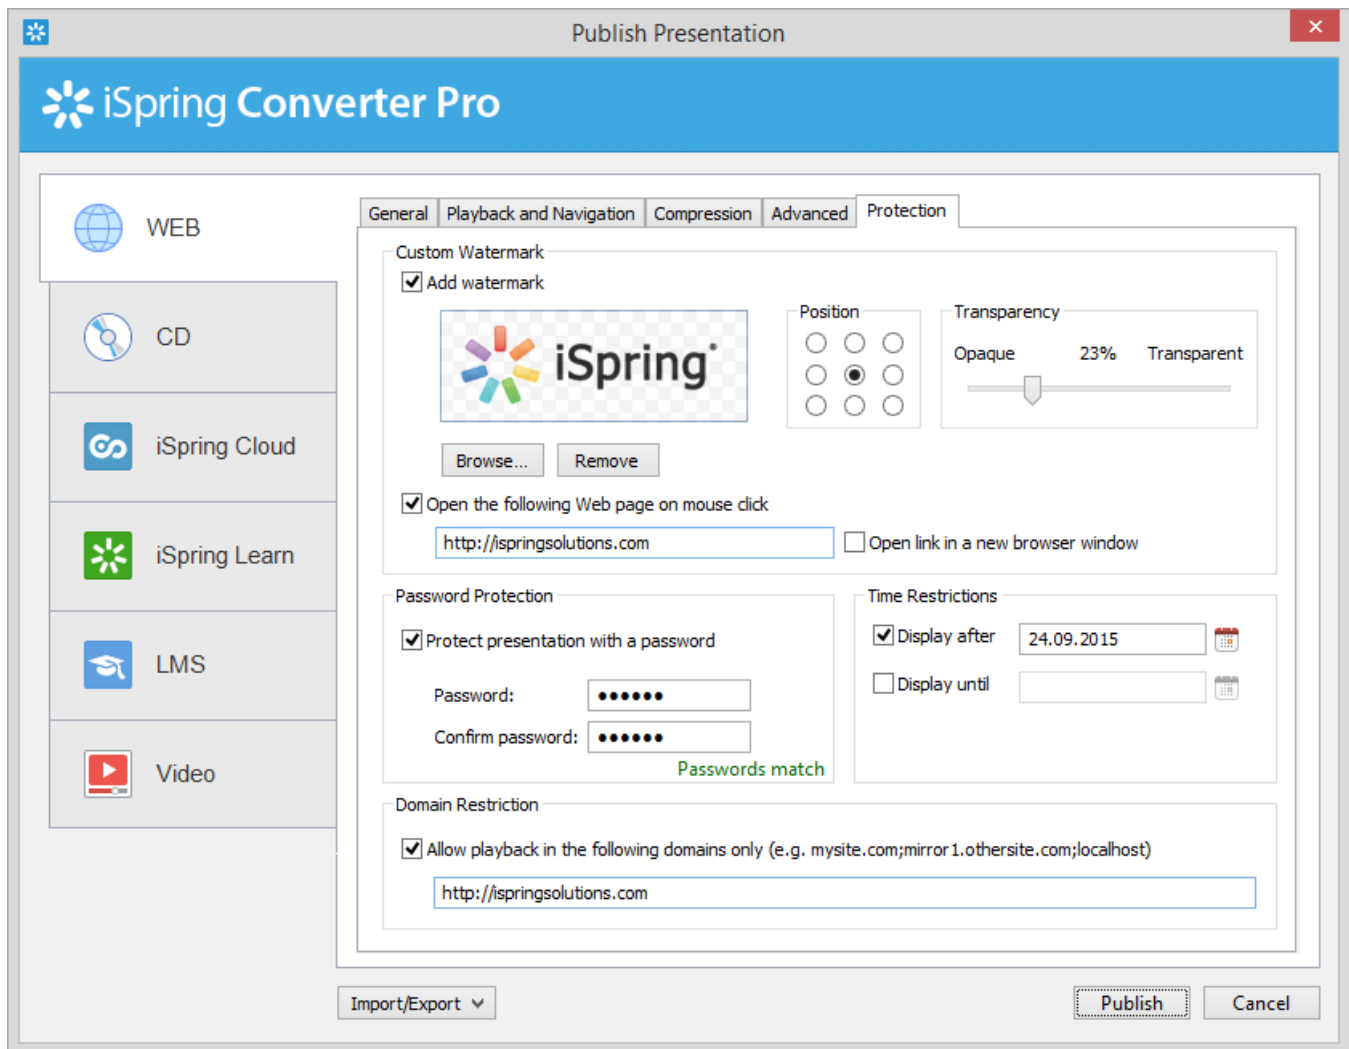 Publish Presentation
iSpring Converter Pro
WEB
CD
iSpring Cloud
iSpring Learn
LMS
Video
General Playback and Navigation Compression Advanced Protection
Custom Watermark
Add watermark
iSpring
Position
Transparency
Opaque 23% Transparent
Browse... Remove
Open the following Web page on mouse click
http://ispringsolutions.com
Open link in a new browser window
Password Protection
Protect presentation with a password
Password: ••••••
Confirm password: ••••••
Passwords match
Time Restrictions
Display after 24.09.2015
Display until
Domain Restriction
Allow playback in the following domains only (e.g. mysite.com;mirror1.othersite.com;localhost)
http://ispringsolutions.com
Import/Export
Publish Cancel